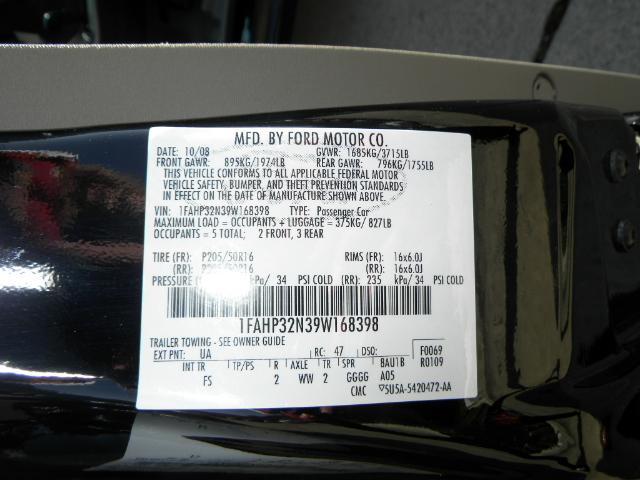 MFD. BY FORD MOTOR CO.
DATE: 10/08 GVWR: 1685KG/3715LB
FRONT GAWR: 895KG/1974LB REAR GAWR: 796KG/1755LB
THIS VEHICLE CONFORMS TO ALL APPLICABLE FEDERAL MOTOR
VEHICLE SAFETY, BUMPER, AND THEFT PREVENTION STANDARDS
IN EFFECT ON THE DATE OF MANUFACTURE SHOWN ABOVE.
VIN: 1FAHP32N39W168398 TYPE: Passenger Car
MAXIMUM LOAD = OCCUPANTS + LUGGAGE = 375KG/ 827LB
OCCUPANTS = 5 TOTAL: 2 FRONT, 3 REAR
TIRE (FR): P205/50R16 RIMS (FR): 16x6.0J
(RR): P205/50R16 (RR): 16x6.0J
PRESSURE kPa/ 34 PSI COLD (RR): 235 kPa/ 34 PSI COLD
1FAHP32N39W168398
TRAILER TOWING - SEE OWNER GUIDE F0069
EXT PNT: UA RC: 47 DSO: R0109
INT TR TP/PS R AXLE TR SPR BAU1B
FS 2 WW 2 GGGG A05
CMC 5U5A-5420472-AA